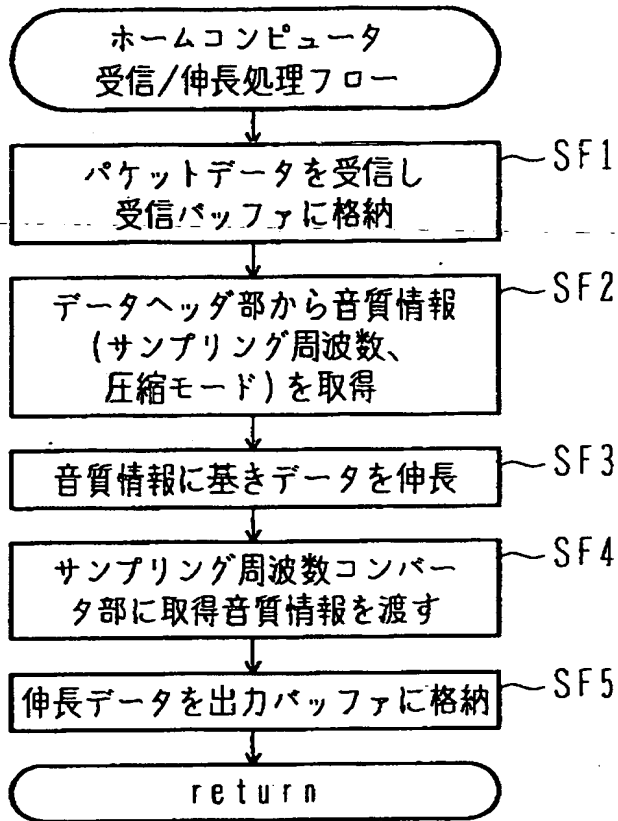 ホームコンピュータ
受信/伸長処理フロー
パケットデータを受信し
受信バッファに格納
SF1
データヘッダ部から音質情報
(サンプリング周波数、
圧縮モード)を取得
SF2
音質情報に基きデータを伸長
SF3
サンプリング周波数コンバー
タ部に取得音質情報を渡す
SF4
伸長データを出力バッファに格納
SF5
return